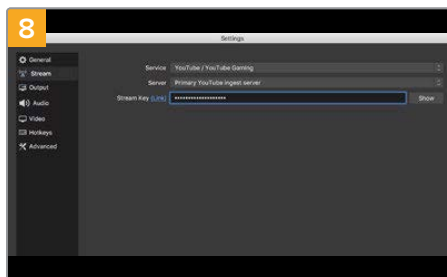 8
Settings
General
Stream
Output
Audio
Video
Hotkeys
Advanced
Service YouTube / YouTube Gaming
Server Primary YouTube ingest server
Stream Key (Link) •••••••••••••••••••• Show